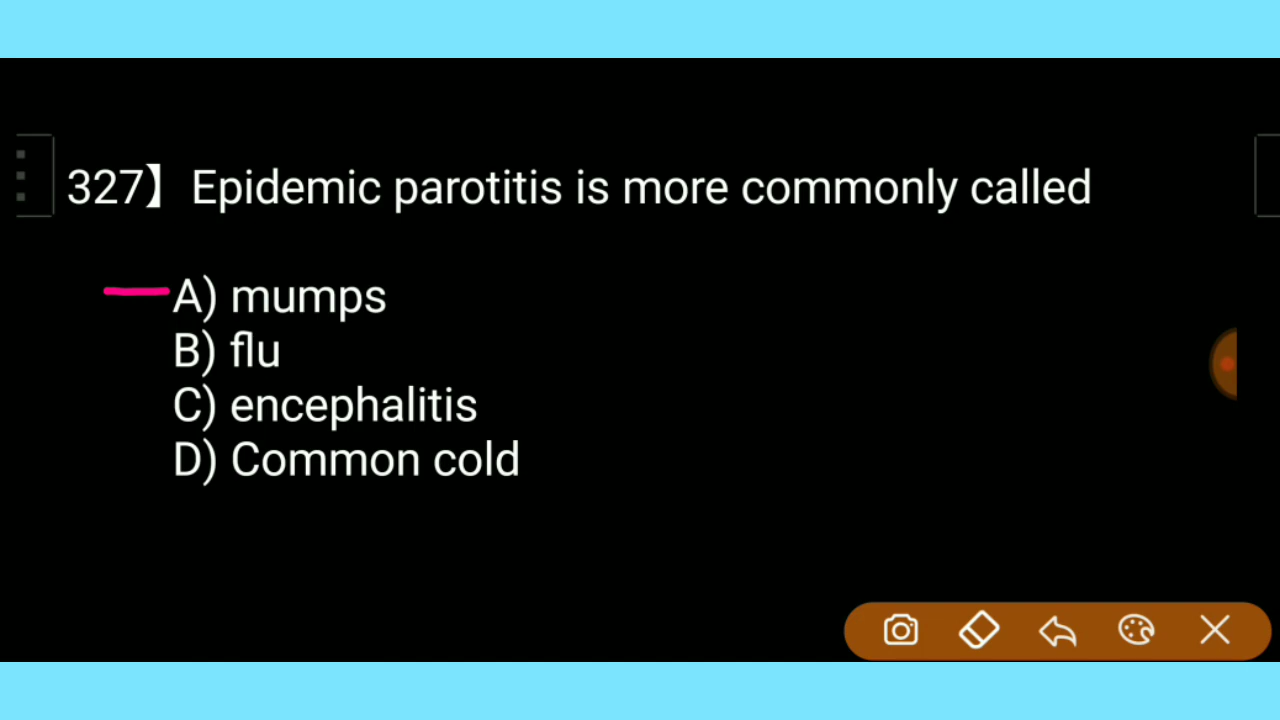 327】 Epidemic parotitis is more commonly called
A) mumps
B) flu
C) encephalitis
D) Common cold